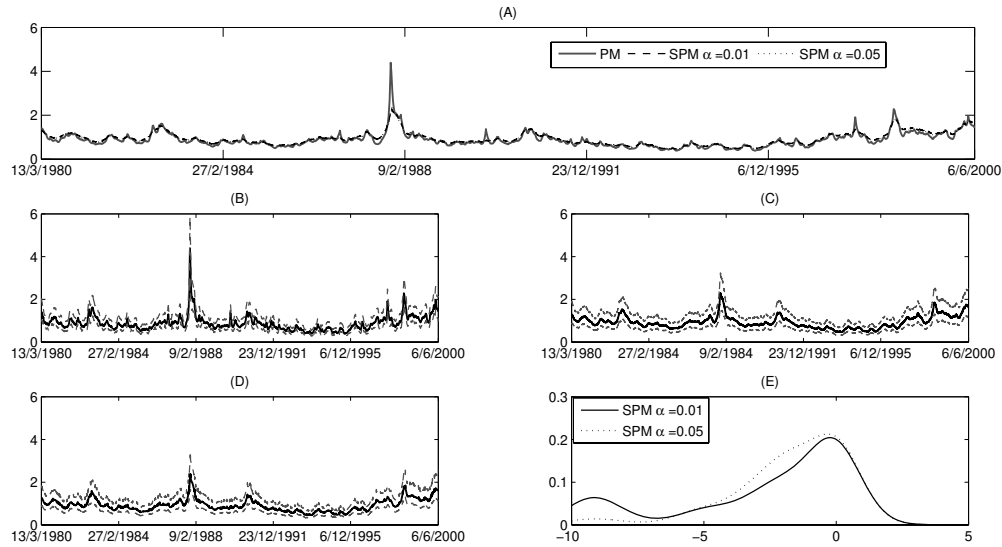 (A)
6
4
2
0
PM SPM α =0.01 SPM α =0.05
13/3/1980 27/2/1984 9/2/1988 23/12/1991 6/12/1995 6/6/2000
(B)
6
4
2
0
13/3/1980 27/2/1984 9/2/1988 23/12/1991 6/12/1995 6/6/2000
(C)
6
4
2
0
13/3/1980 27/2/1984 9/2/1984 23/12/1991 6/12/1995 6/6/2000
(D)
6
4
2
0
13/3/1980 27/2/1984 9/2/1988 23/12/1991 6/12/1995 6/6/2000
(E)
0.3
0.2
0.1
0
SPM α =0.01
SPM α =0.05
−10 −5 0 5